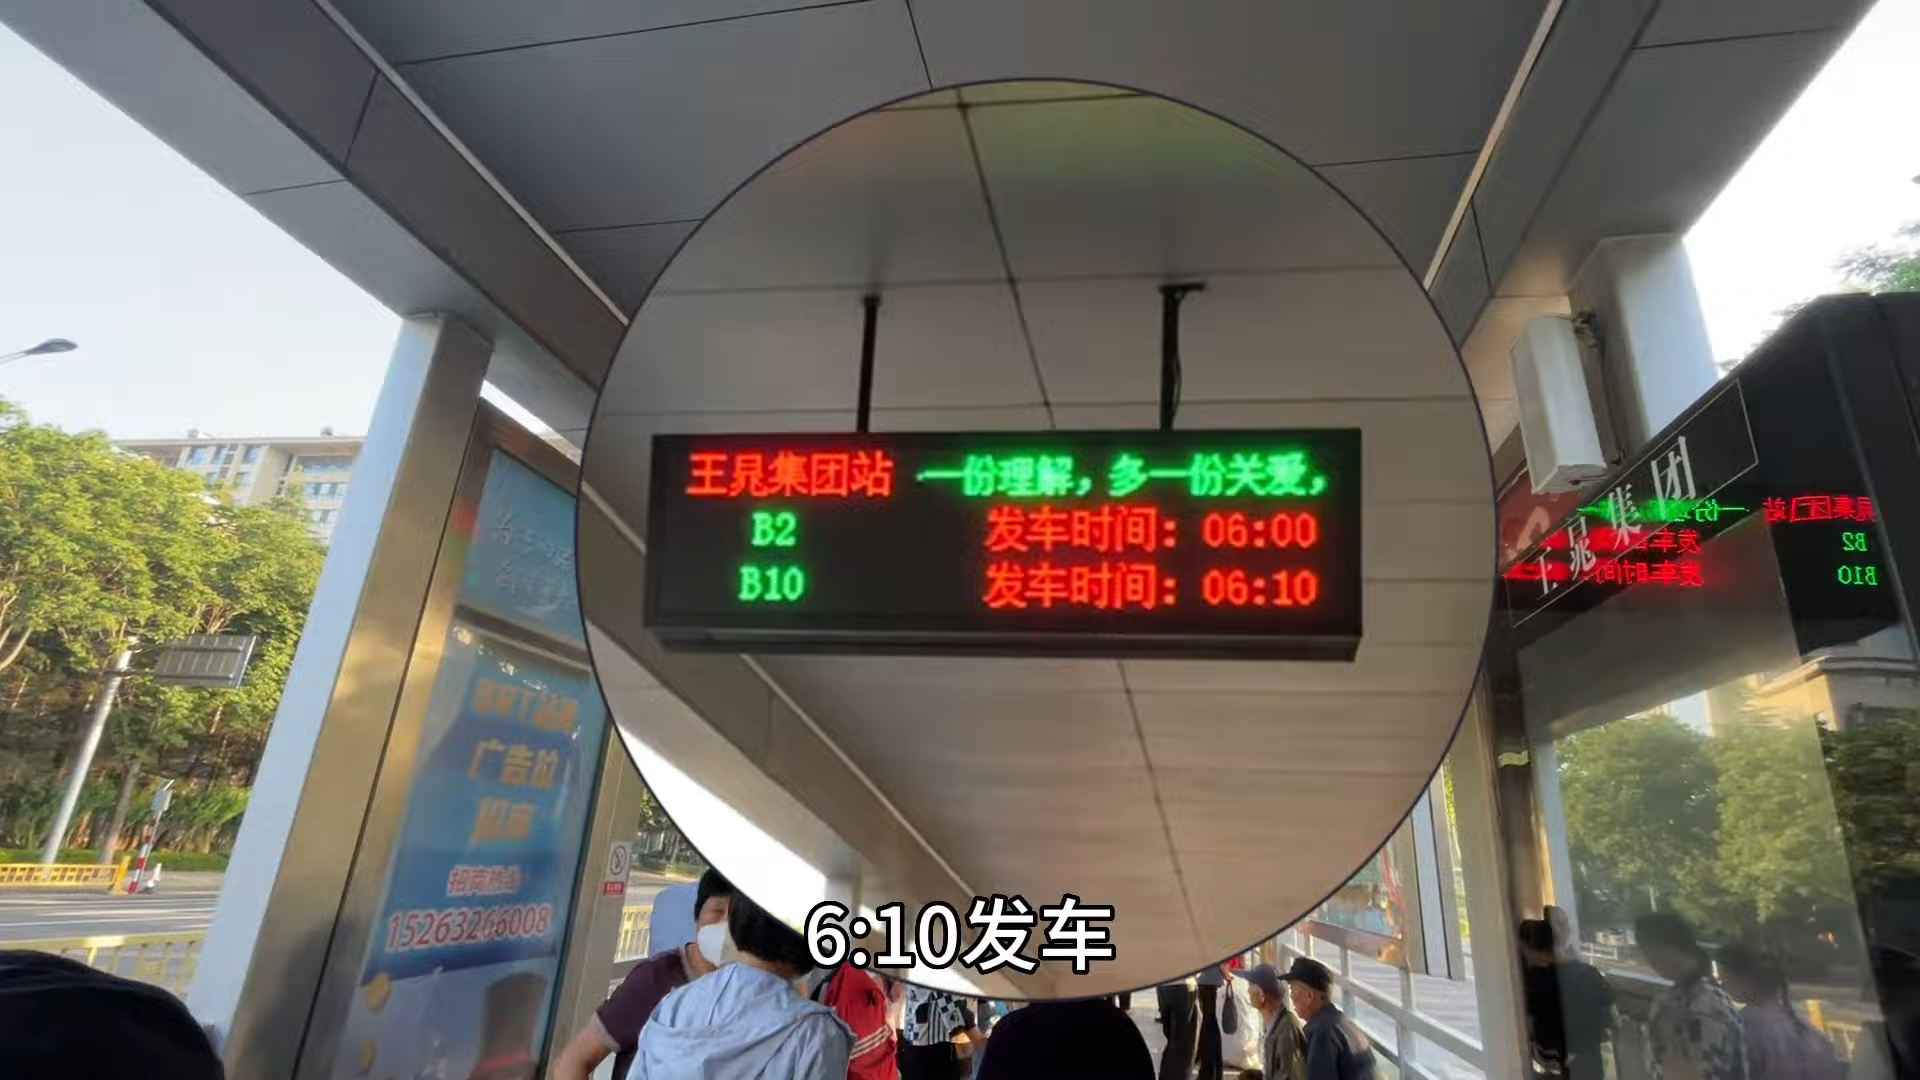 王晁集团站 一份理解，多一份关爱，
B2 发车时间：06:00
B10 发车时间：06:10
王晁集团
广告位
招商
招商热线
15263266008
6:10发车